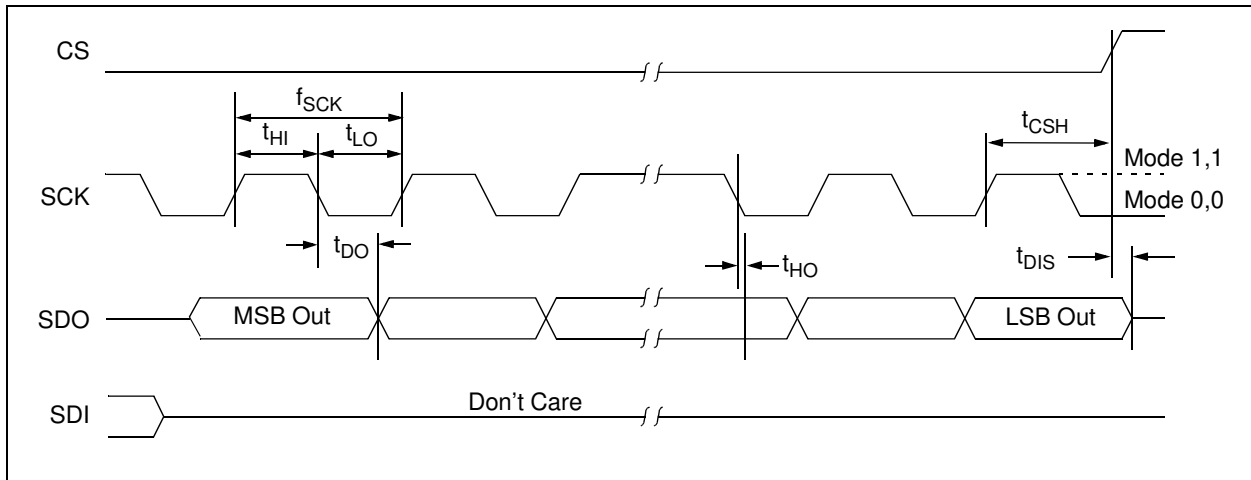 CS
fSCK
tHI
tLO
tCSH
Mode 1,1
SCK
Mode 0,0
tDO
tHO
tDIS
SDO
MSB Out
LSB Out
SDI
Don't Care